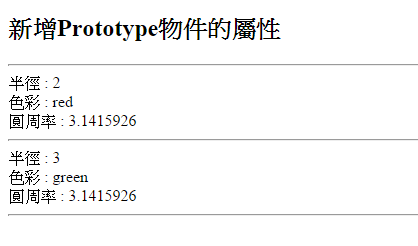 新增Prototype物件的屬性
半徑 : 2
色彩 : red
圓周率 : 3.1415926
半徑 : 3
色彩 : green
圓周率 : 3.1415926